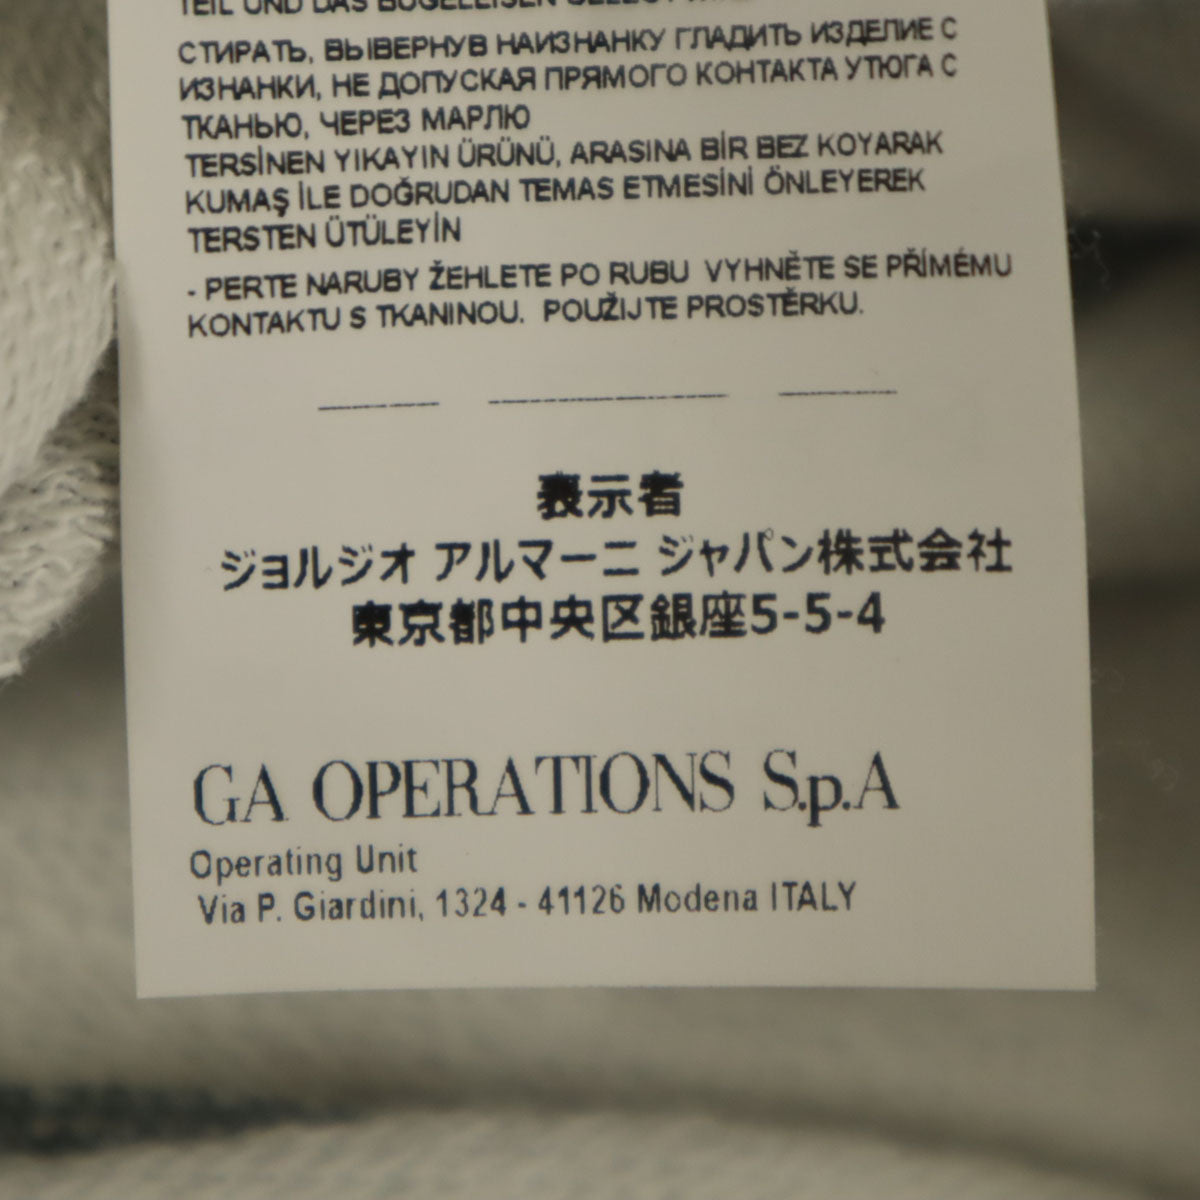 TEIL UND DAS BÜGELEISEN
СТИРАТЬ, ВЫВЕРНУВ НАИЗНАНКУ ГЛАДИТЬ ИЗДЕЛИЕ С
ИЗНАНКИ, НЕ ДОПУСКАЯ ПРЯМОГО КОНТАКТА УТЮГА С
ТКАНЬЮ, ЧЕРЕЗ МАРЛЮ
TERSİNEN YIKAYIN ÜRÜNÜ, ARASINA BİR BEZ KOYARAK
KUMAŞ İLE DOĞRUDAN TEMAS ETMESİNİ ÖNLEYEREK
TERSTEN ÜTÜLEYİN
- PERTE NARUBY ŽEHLETE PO RUBU VYHNĚTE SE PŘÍMÉMU
KONTAKTU S TKANINOU. POUŽIJTE PROSTĚRKU.
表示者
ジョルジオ アルマーニ ジャパン株式会社
東京都中央区銀座5-5-4
GA OPERATIONS S.p.A
Operating Unit
Via P. Giardini, 1324 - 41126 Modena ITALY